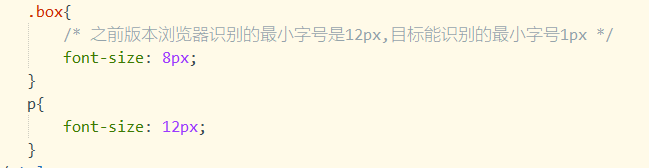 .box{
/* 之前版本浏览器识别的最小字号是12px,目标能识别的最小字号1px */
font-size: 8px;
}
p{
font-size: 12px;
}